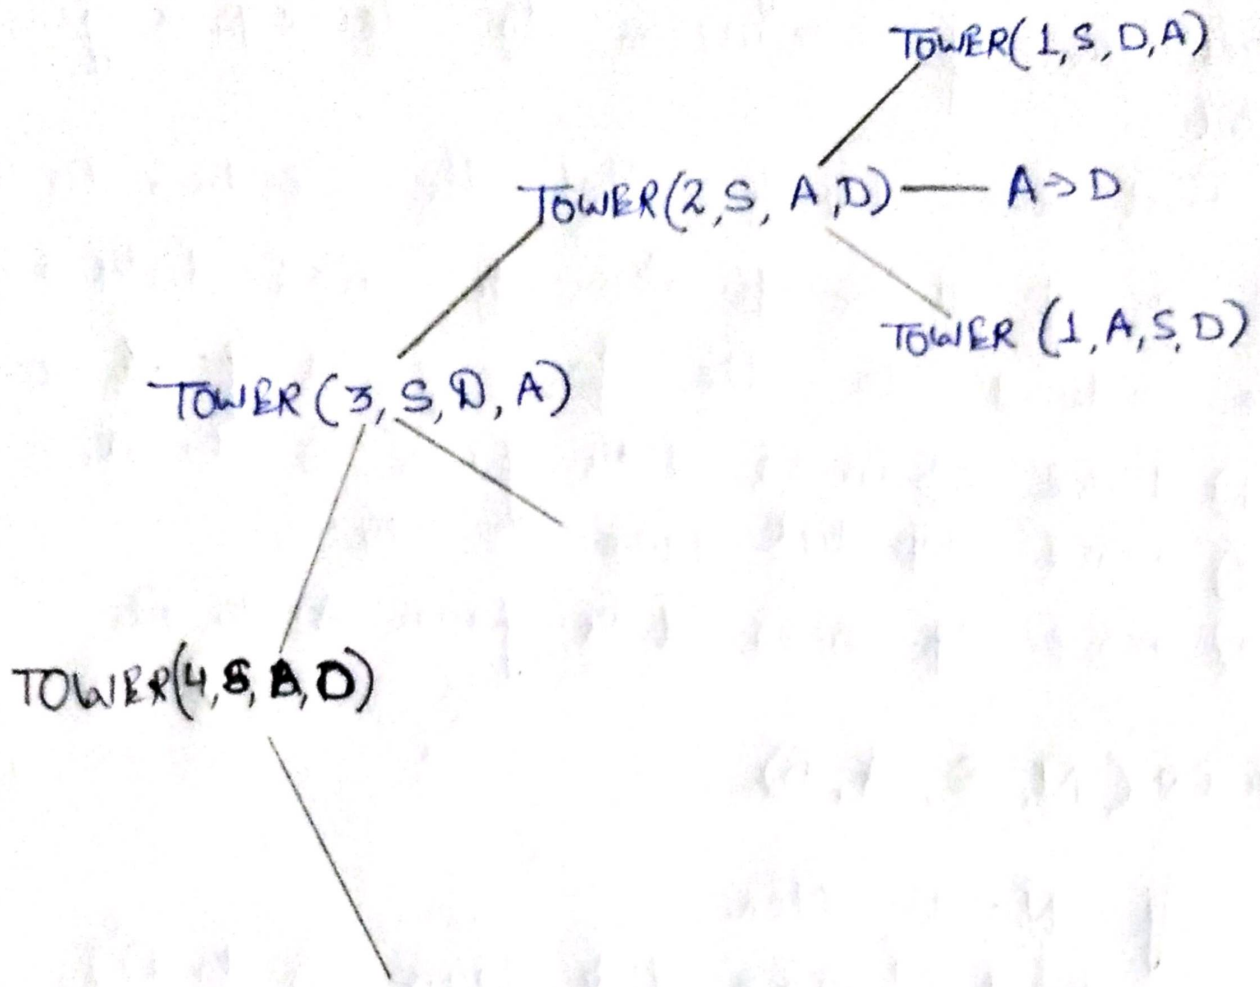 TOWER(1,S,D,A)
TOWER(2,S, A,D) — A→D
TOWER (1,A,S,D)
TOWER (3,S,D,A)
TOWER(4,S,A,D)